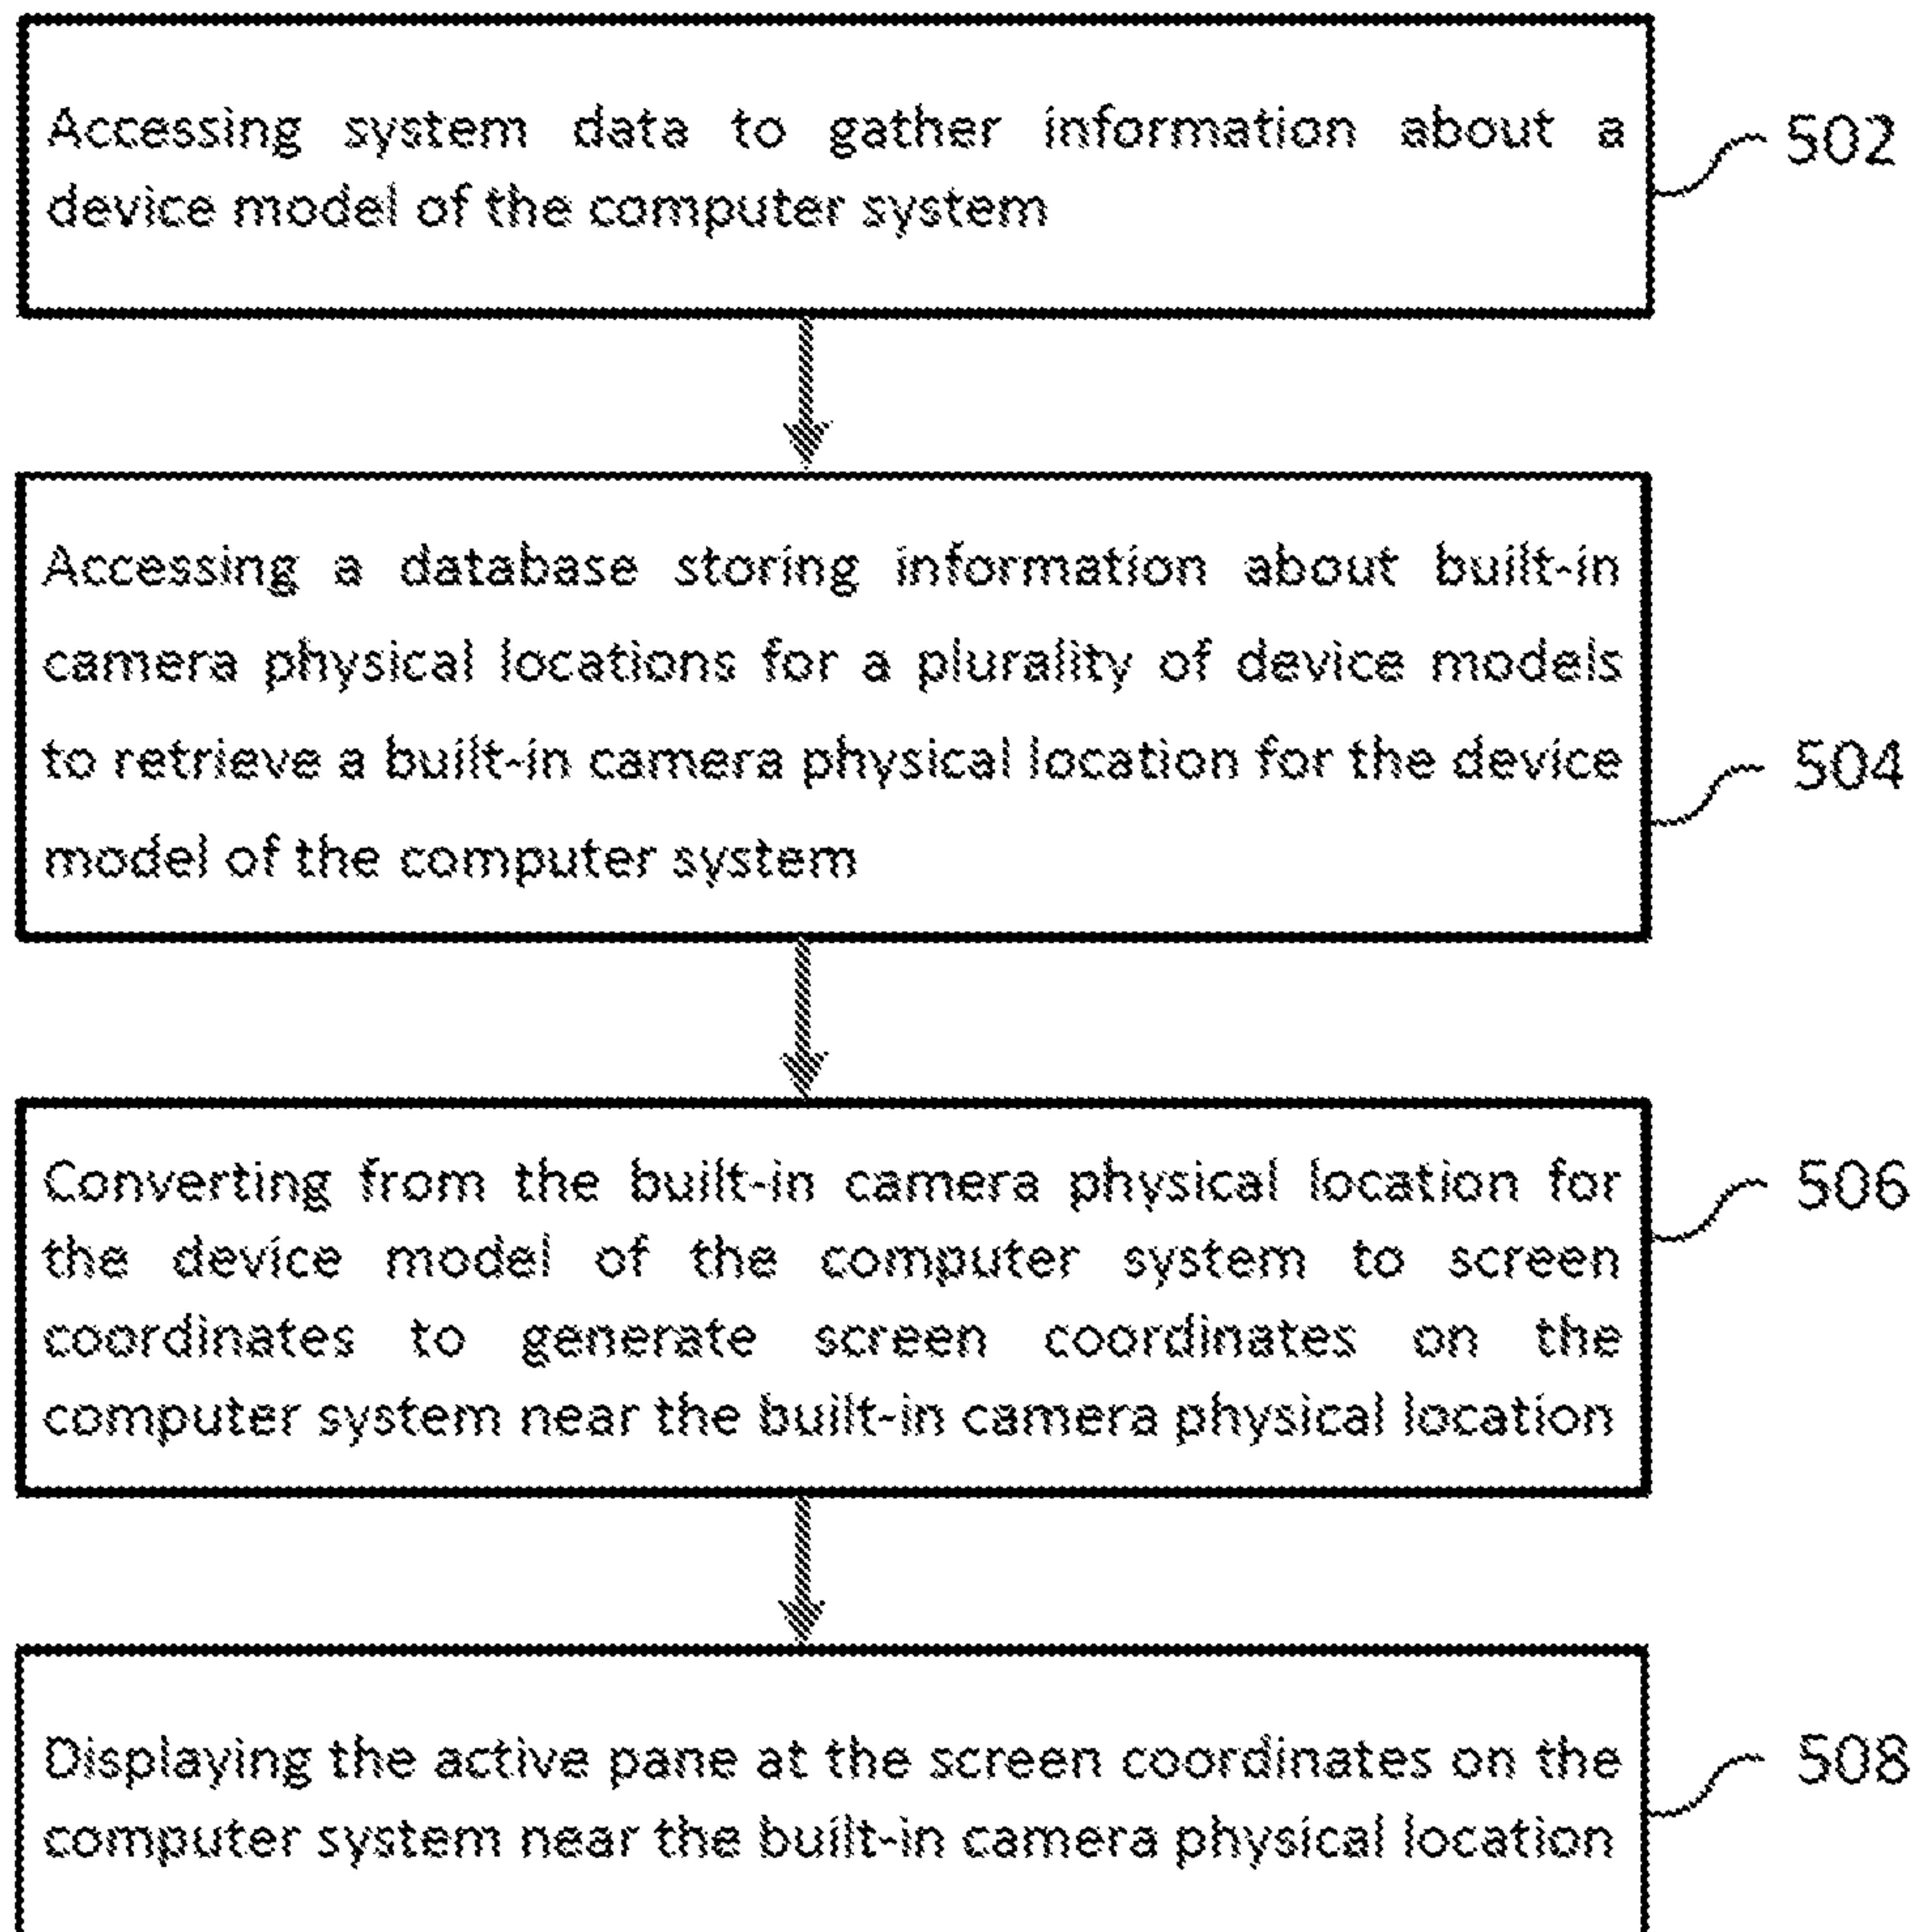 Accessing system data to gather information about a
device model of the computer system
502
Accessing a database storing information about built-in
camera physical locations for a plurality of device models
to retrieve a built-in camera physical location for the device
model of the computer system
504
Converting from the built-in camera physical location for
the device model of the computer system to screen
coordinates to generate screen coordinates on the
computer system near the built-in camera physical location
506
Displaying the active pane at the screen coordinates on the
computer system near the built-in camera physical location
508